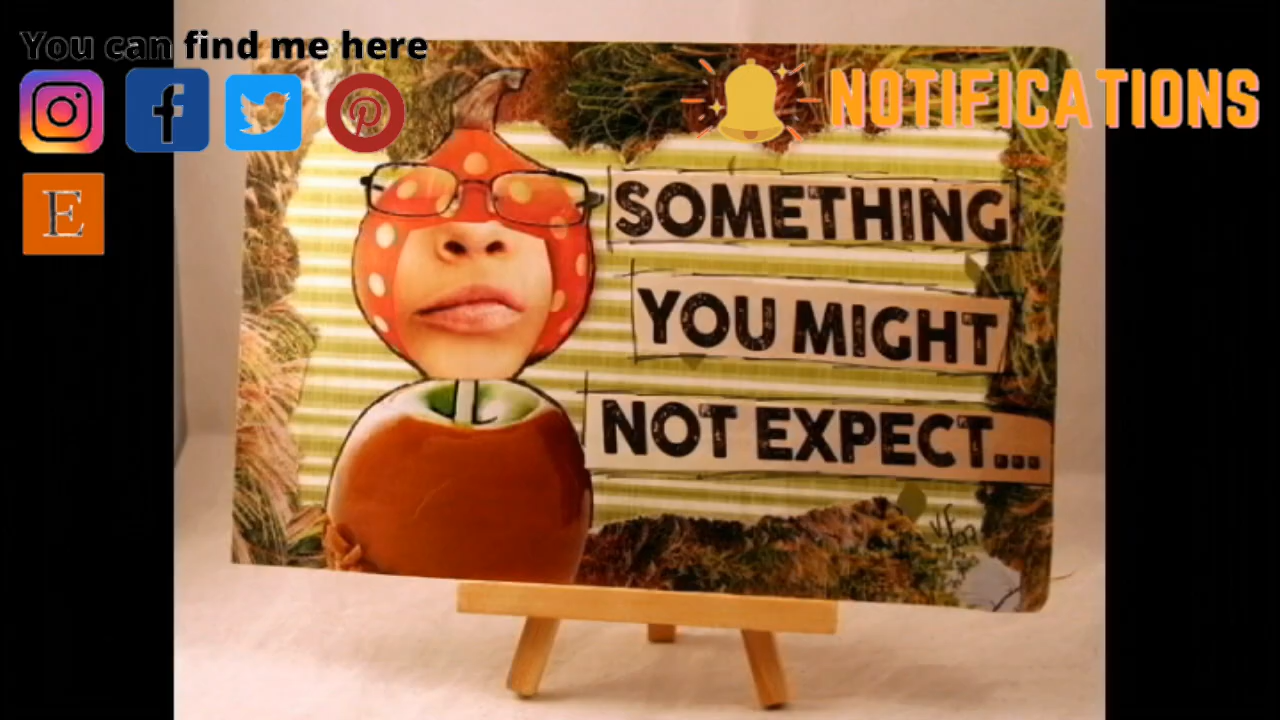 You can find me here
NOTIFICATIONS
E
SOMETHING
YOU MIGHT
NOT EXPECT....